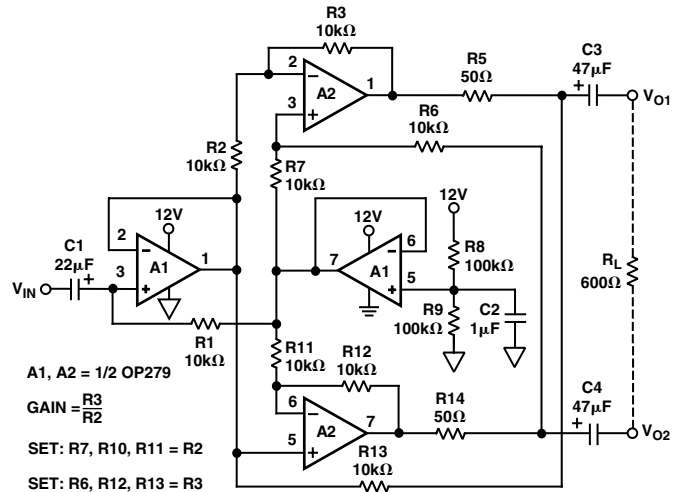 R3
10kΩ
2
A2
1
3
R5
50Ω
C3
47μF
VO1
R6
10kΩ
R2
10kΩ
R7
10kΩ
12V
2
A1
1
3
C1
22μF
VIN
12V
7
A1
6
5
12V
R8
100kΩ
R9
100kΩ
C2
1μF
RL
600Ω
R1
10kΩ
R11
10kΩ
R12
10kΩ
6
A2
7
5
R14
50Ω
C4
47μF
VO2
R13
10kΩ
A1, A2 = 1/2 OP279
GAIN = R3
R2
SET: R7, R10, R11 = R2
SET: R6, R12, R13 = R3